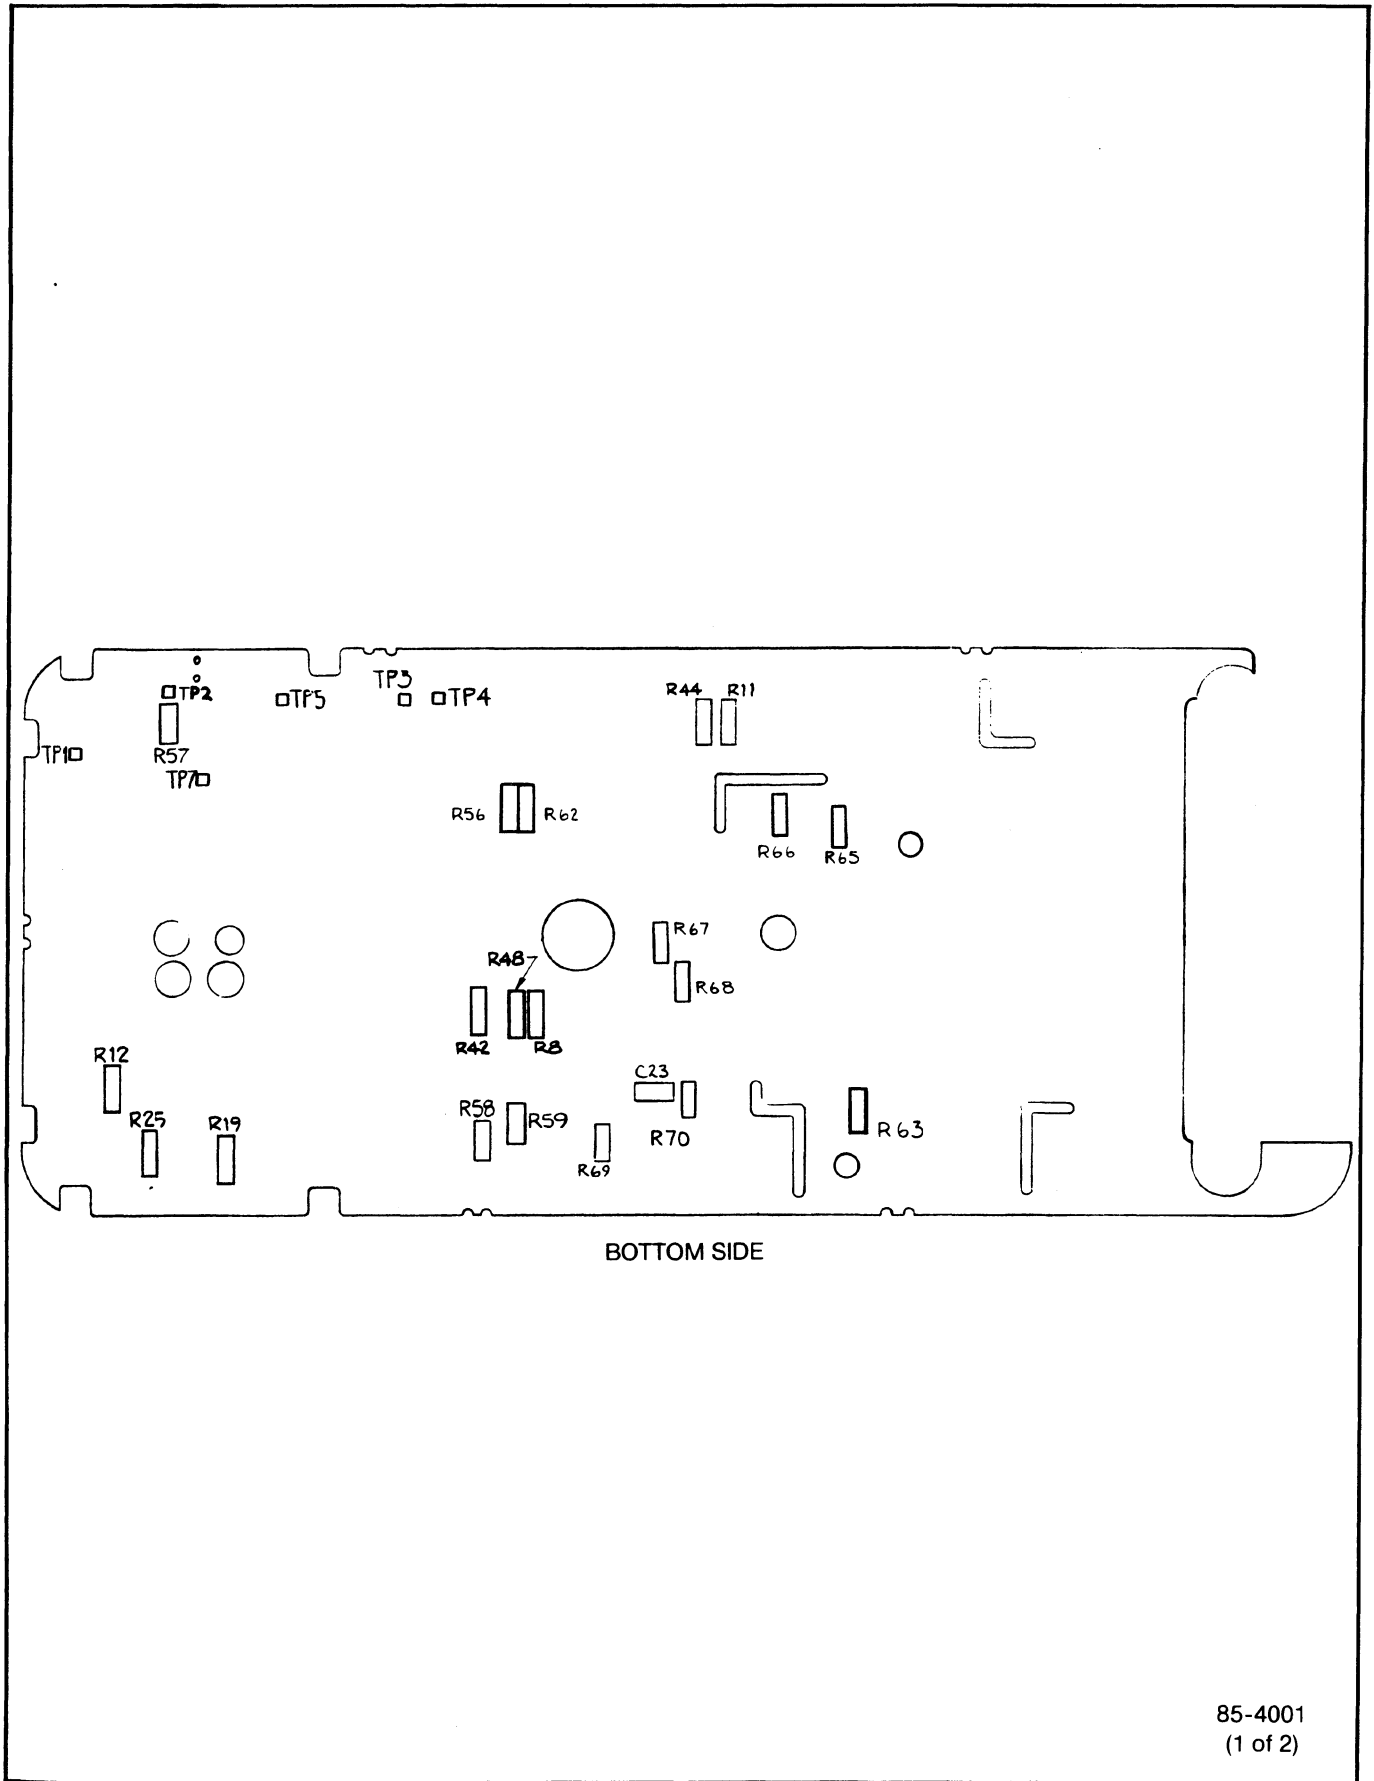 TP3
R44
R11
TP2
TP5
TP4
TP1
R57
TP7
R56
R62
R66
R65
R67
R48
R68
R42
R8
R12
C23
R58
R25
R19
R59
R70
R63
R69
BOTTOM SIDE
85-4001
(1 of 2)